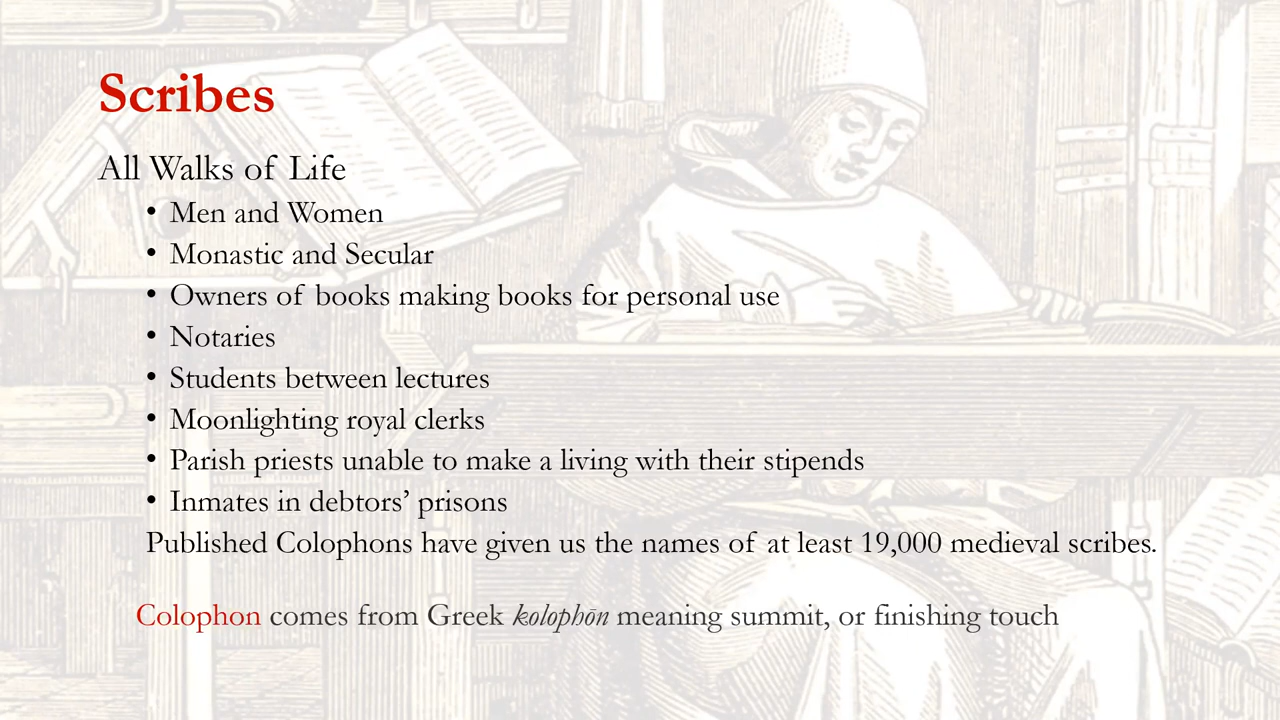 Scribes
All Walks of Life
• Men and Women
• Monastic and Secular
• Owners of books making books for personal use
• Notaries
• Students between lectures
• Moonlighting royal clerks
• Parish priests unable to make a living with their stipends
• Inmates in debtors’ prisons
Published Colophons have given us the names of at least 19,000 medieval scribes.
Colophon comes from Greek kolophōn meaning summit, or finishing touch